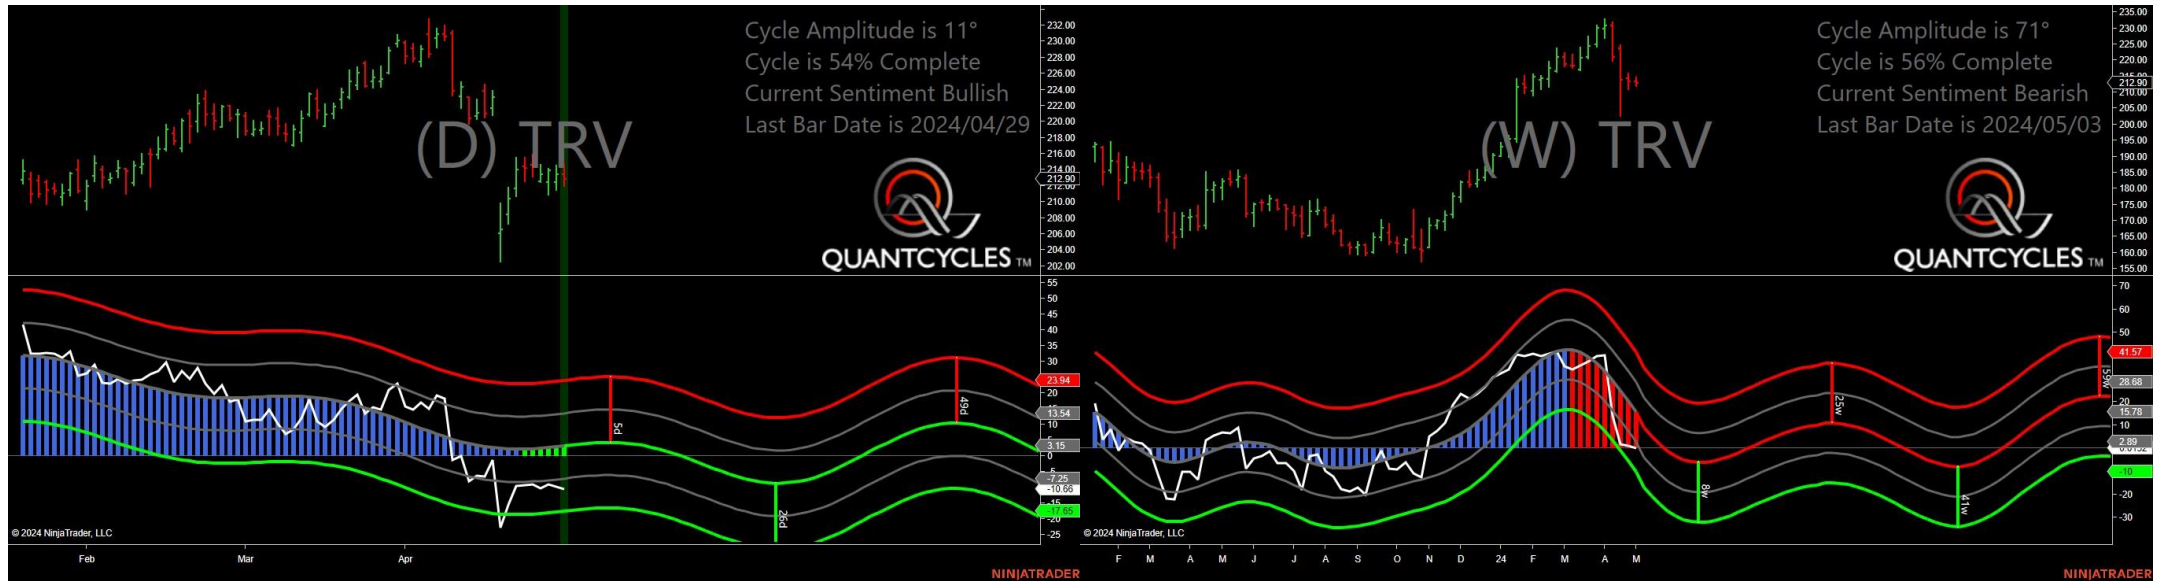 Cycle Amplitude is 11°
Cycle is 54% Complete
Current Sentiment Bullish
Last Bar Date is 2024/04/29
(D) TRV
QUANTCYCLES TM
232.00
230.00
228.00
226.00
224.00
222.00
220.00
218.00
216.00
214.00
212.90
212.00
210.00
208.00
206.00
204.00
202.00
55
50
45
40
35
30
23.94
20
13.54
10
3.15
0
-5
-7.25
-10.66
-15
-17.65
-20
-25
5d
26d
49d
© 2024 NinjaTrader, LLC
Feb Mar Apr
NINJATRADER
Cycle Amplitude is 71°
Cycle is 56% Complete
Current Sentiment Bearish
Last Bar Date is 2024/05/03
(W) TRV
QUANTCYCLES TM
235.00
230.00
225.00
220.00
215.00
212.90
210.00
205.00
200.00
195.00
190.00
185.00
180.00
175.00
170.00
165.00
160.00
155.00
70
60
50
41.57
28.68
20
15.78
10
2.89
0.0152
-10
-20
-30
8w
25w
41w
59w
© 2024 NinjaTrader, LLC
F M A M J J A S O N D 24 F M A M
NINJATRADER